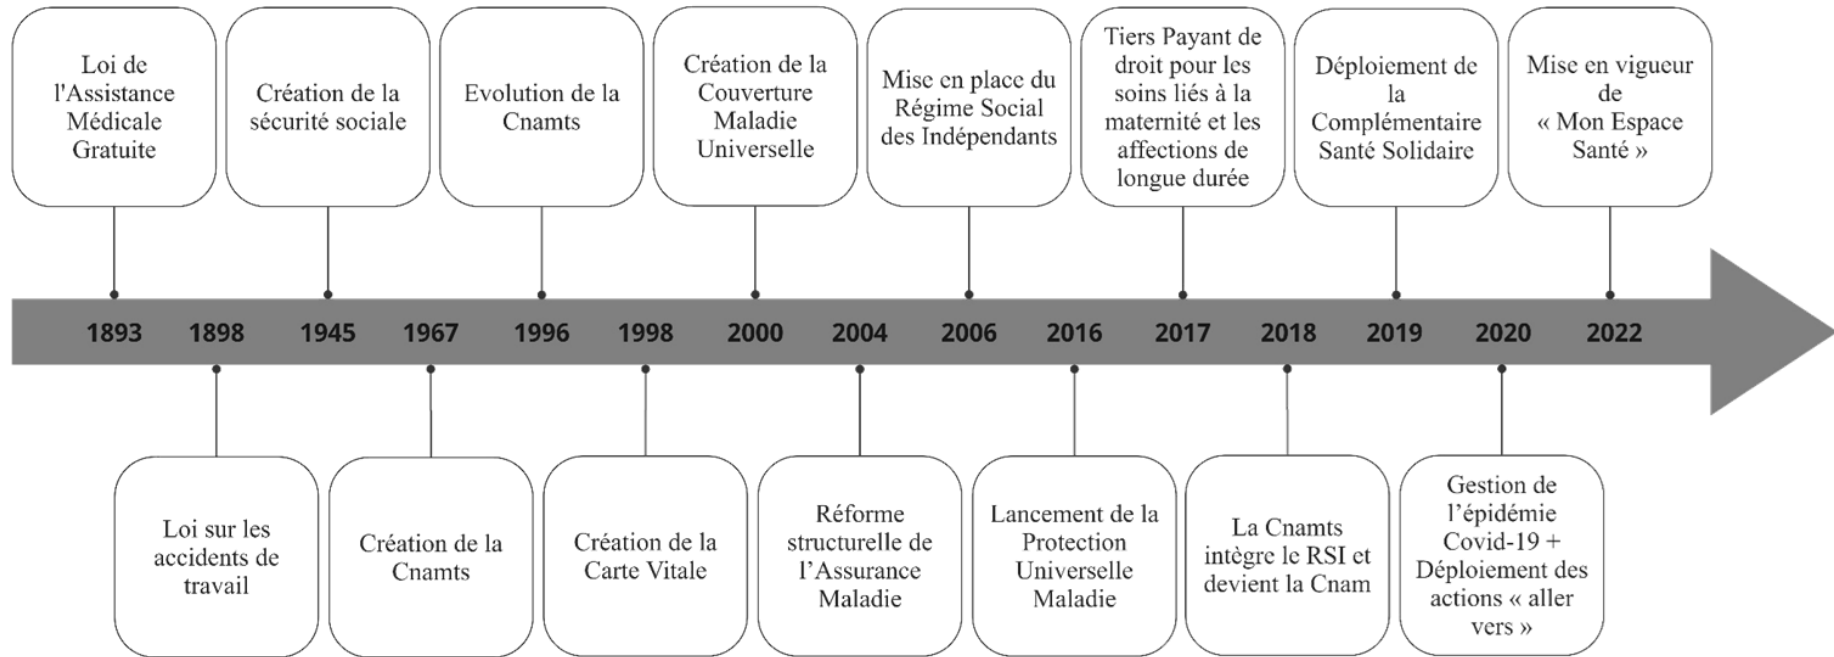 Loi de
l'Assistance
Médicale
Gratuite
Création de la
sécurité sociale
Evolution de la
Cnamts
Création de la
Couverture
Maladie
Universelle
Mise en place du
Régime Social
des Indépendants
Tiers Payant de
droit pour les
soins liés à la
maternité et les
affections de
longue durée
Déploiement de
la
Complémentaire
Santé Solidaire
Mise en vigueur
de
« Mon Espace
Santé »
1893 1898 1945 1967 1996 1998 2000 2004 2006 2016 2017 2018 2019 2020 2022
Loi sur les
accidents de
travail
Création de la
Cnamts
Création de la
Carte Vitale
Réforme
structurelle de
l’Assurance
Maladie
Lancement de la
Protection
Universelle
Maladie
La Cnamts
intègre le RSI et
devient la Cnam
Gestion de
l’épidémie
Covid-19 +
Déploiement des
actions « aller
vers »